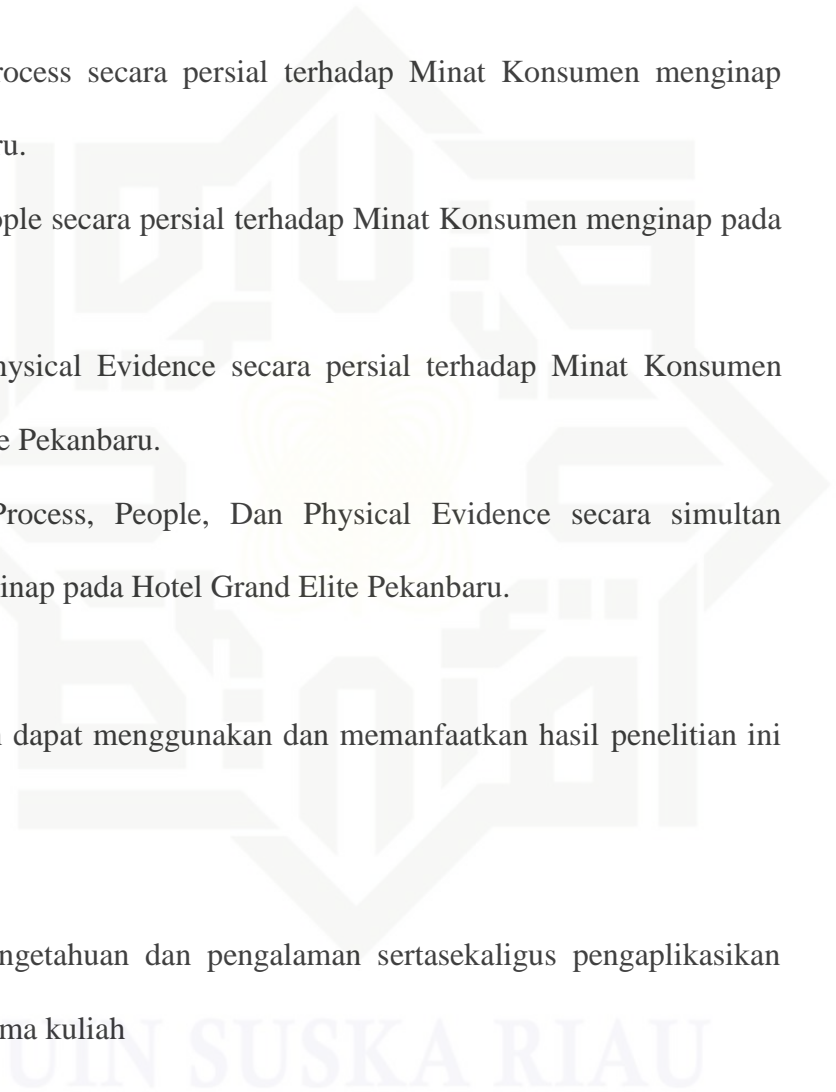 rocess secara persial terhadap Minat Konsumen menginap
ru.
ople secara persial terhadap Minat Konsumen menginap pada
hysical Evidence secara persial terhadap Minat Konsumen
e Pekanbaru.
Process, People, Dan Physical Evidence secara simultan
inap pada Hotel Grand Elite Pekanbaru.
dapat menggunakan dan memanfaatkan hasil penelitian ini
ngetahuan dan pengalaman sertasekaligus pengaplikasikan
ma kuliah
UIN SUSKA RIAU